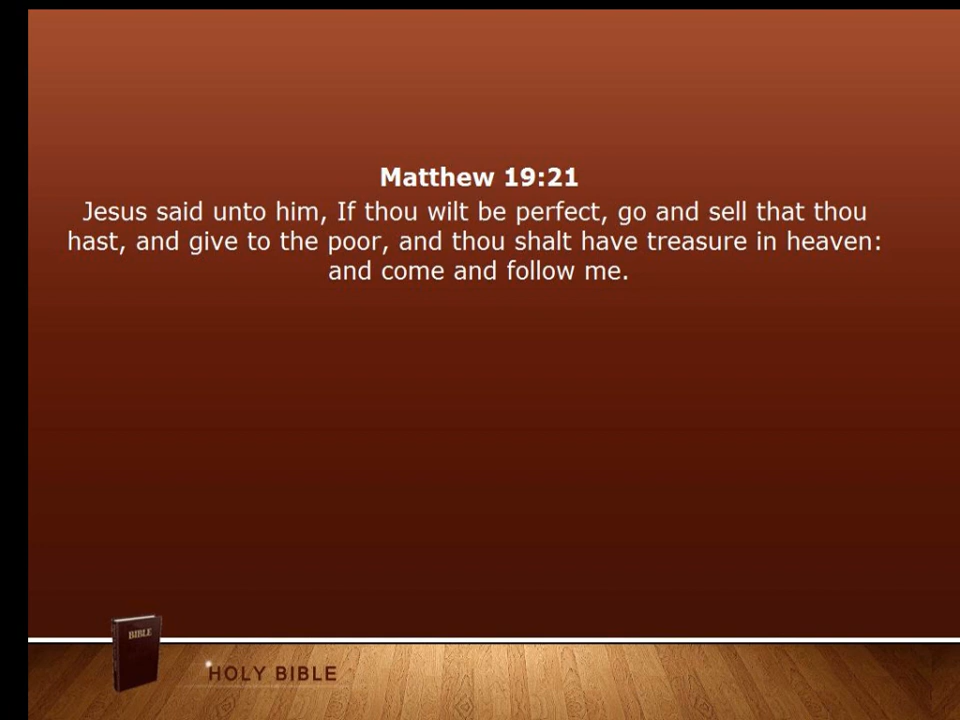 Matthew 19:21
Jesus said unto him, If thou wilt be perfect, go and sell that thou
hast, and give to the poor, and thou shalt have treasure in heaven:
and come and follow me.
BIBLE
HOLY BIBLE